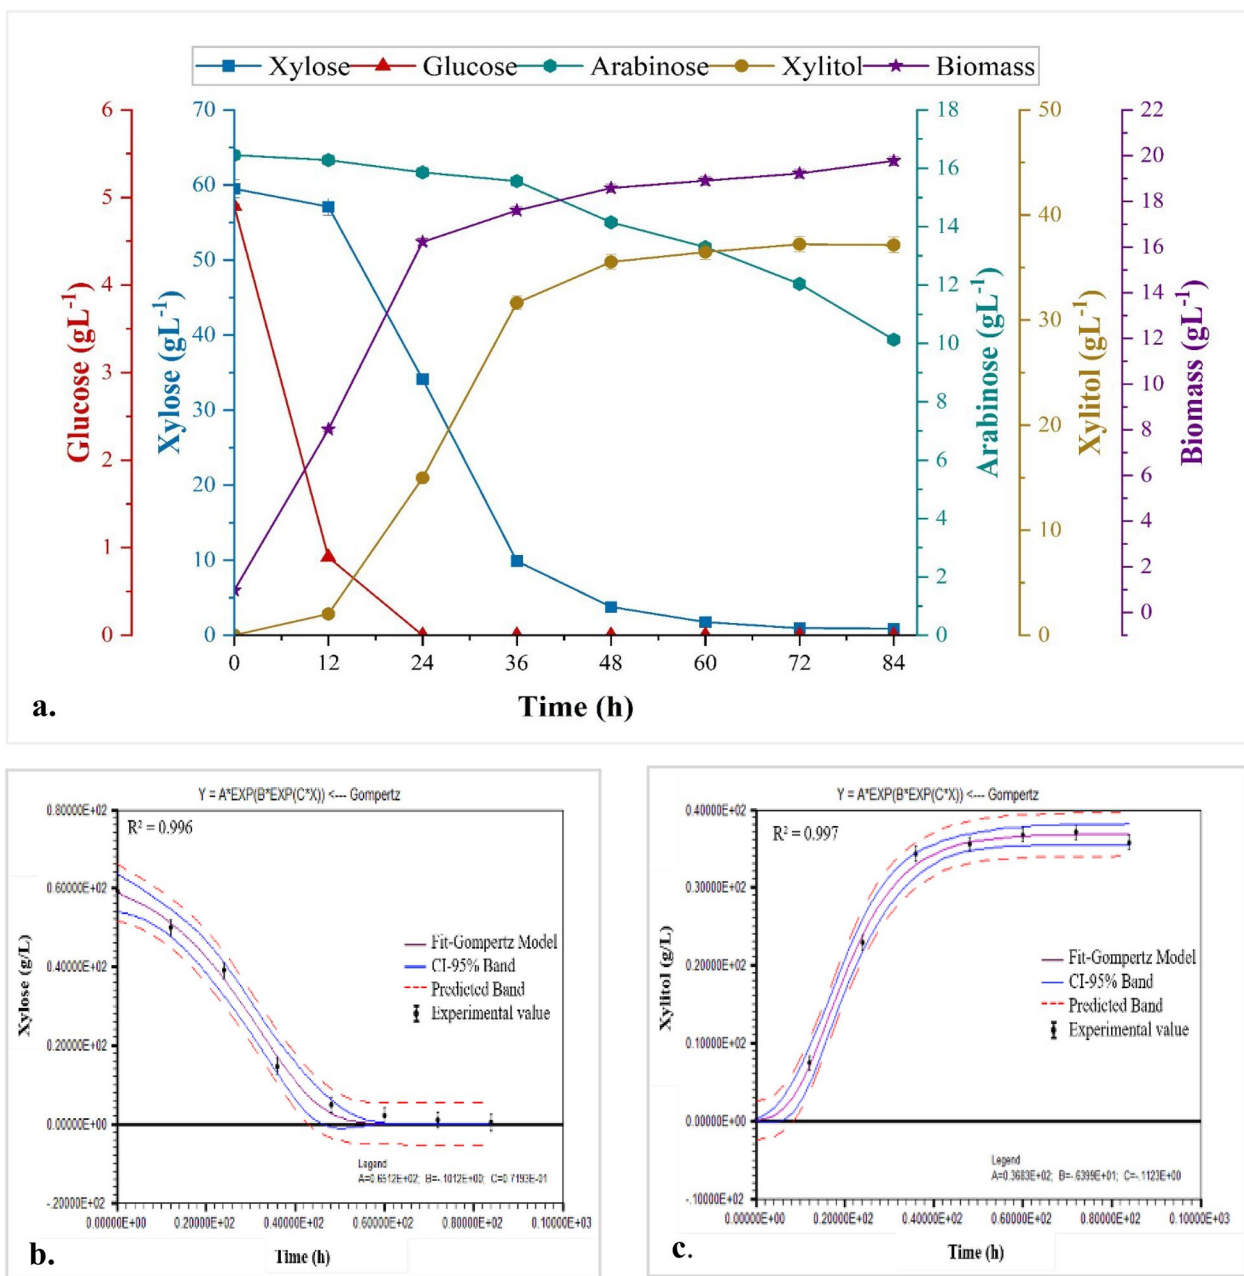 Xylose Glucose Arabinose Xylitol Biomass
6 70 50 18 22
5 60 40 16 20
4 50 30 14 18
3 40 20 12 16
2 30 10 10 14
1 20 0 8 12
0 10 6 10
0 4 8
2 6
0 4
2
0
Glucose (gL⁻¹)
Xylose (gL⁻¹)
Arabinose (gL⁻¹)
Xylitol (gL⁻¹)
Biomass (gL⁻¹)
0 12 24 36 48 60 72 84
Time (h)
a.
Y = A*EXP(B*EXP(C*X)) <--- Gompertz
0.80000E+02
R² = 0.996
0.60000E+02
0.40000E+02
0.20000E+02
0.00000E+00
-.20000E+02
Xylose (g/L)
Fit-Gompertz Model
CI-95% Band
Predicted Band
Experimental value
Legend
A=0.6512E+02; B=-.1012E+00; C=0.7193E-01
0.00000E+00 0.20000E+02 0.40000E+02 0.60000E+02 0.80000E+02 0.10000E+03
Time (h)
b.
Y = A*EXP(B*EXP(C*X)) <--- Gompertz
0.40000E+02
R² = 0.997
0.30000E+02
0.20000E+02
0.10000E+02
0.00000E+00
-.10000E+02
Xylitol (g/L)
Fit-Gompertz Model
CI-95% Band
Predicted Band
Experimental value
Legend
A=0.3683E+02; B=-.6399E+01; C=-.1123E+00
0.00000E+00 0.20000E+02 0.40000E+02 0.60000E+02 0.80000E+02 0.10000E+03
Time (h)
c.